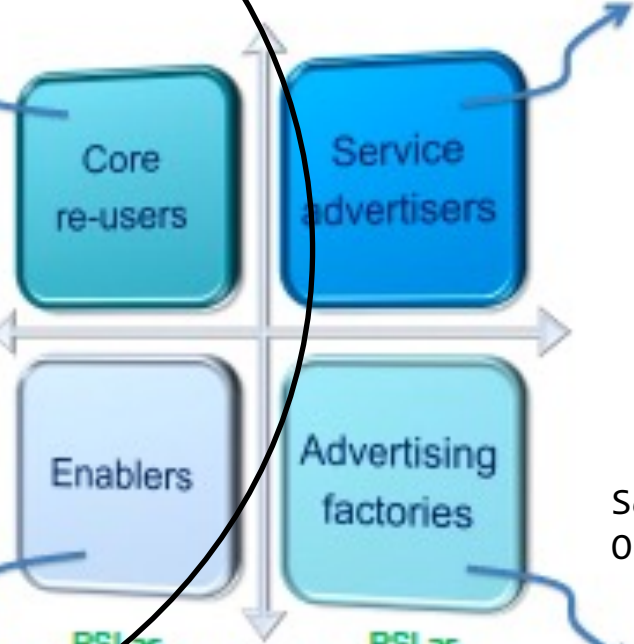 Core
re-users
Service
advertisers
Enablers
Advertising
factories